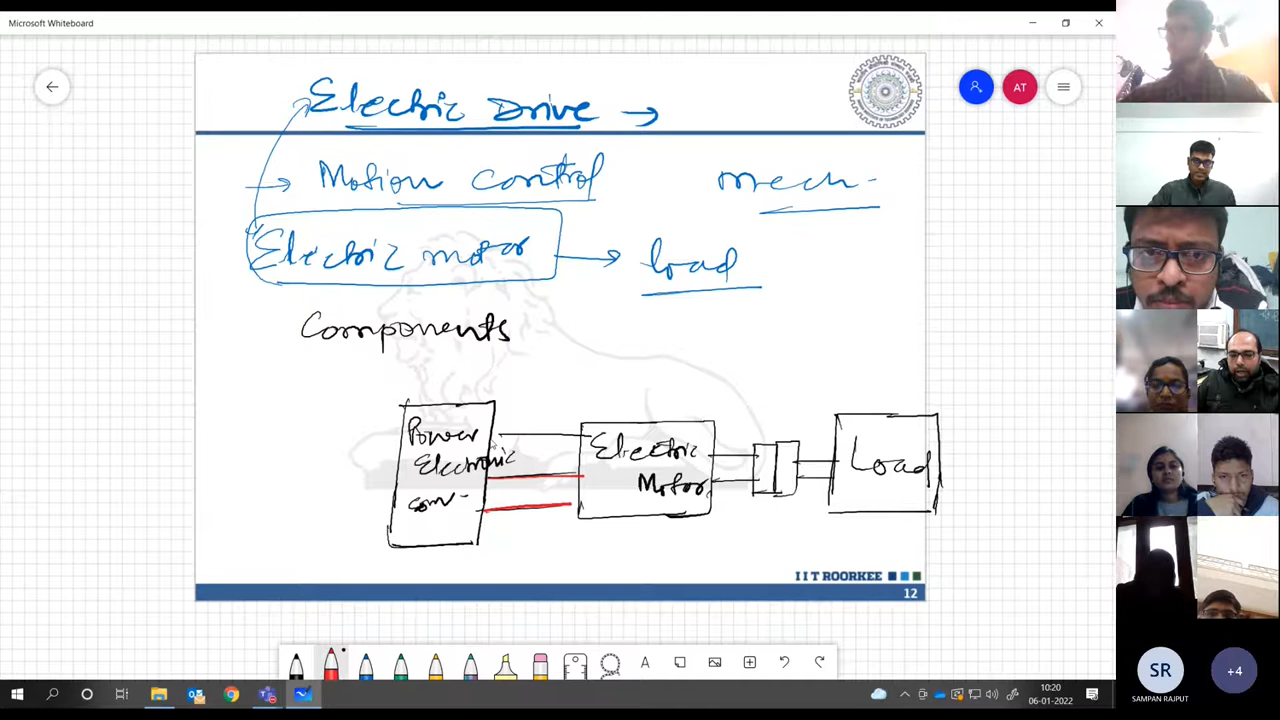 Microsoft Whiteboard
Electric Drive →
AT
→ Motion control
mech.
Electric motor → load
Components
Power
Electronic
conv.
Electric
Motor
Load
I I T ROORKEE
12
A
SR
+4
SAMPAN RAJPUT
10:20
06-01-2022